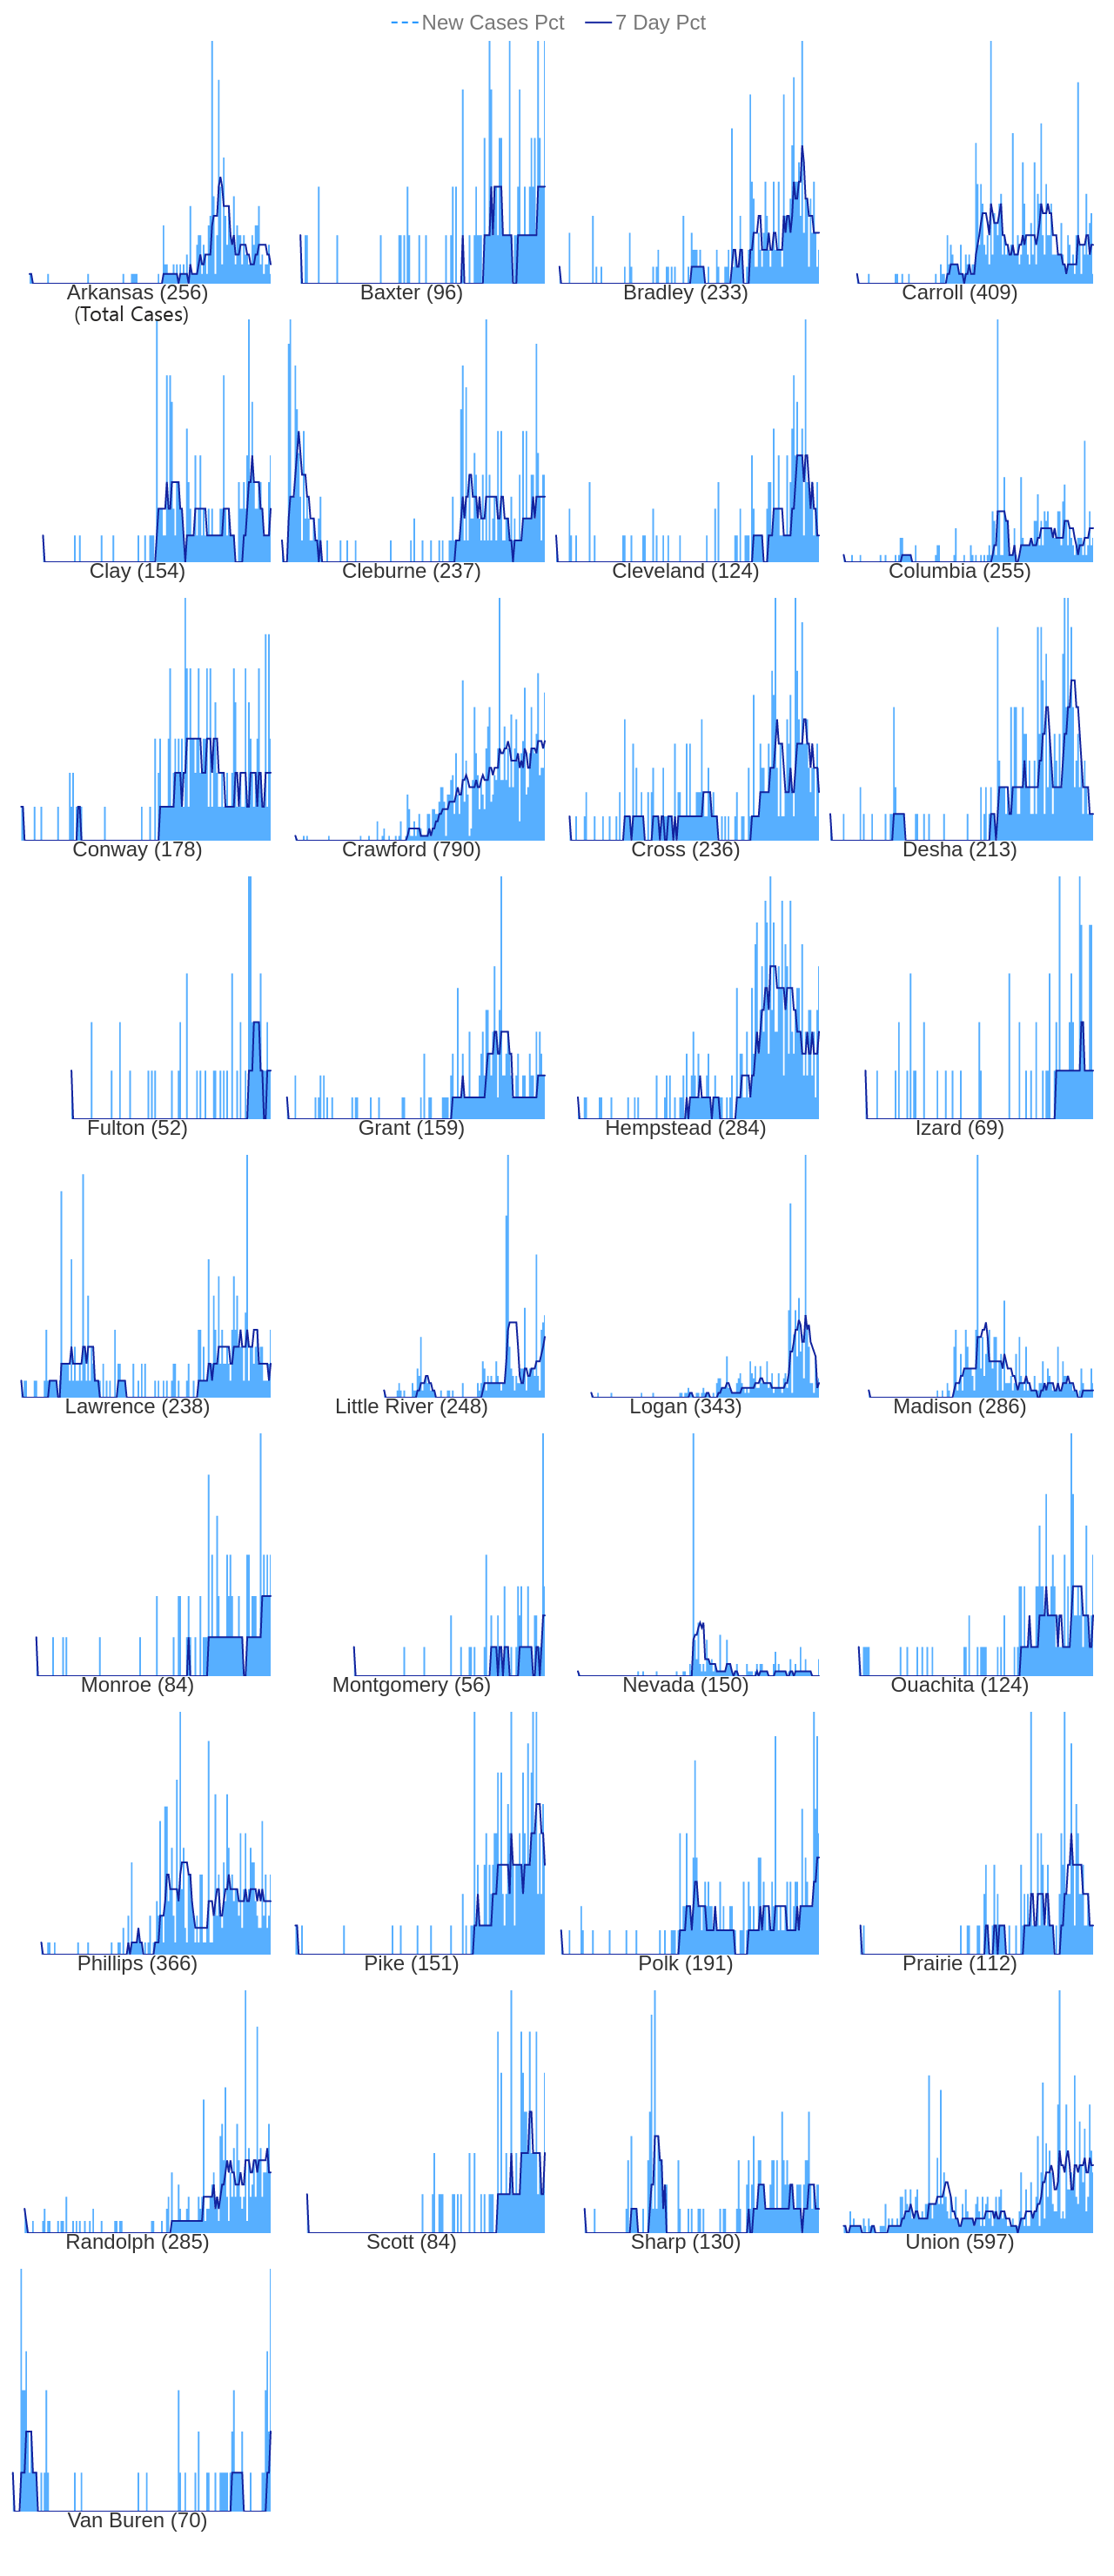 New Cases Pct 7 Day Pct
Arkansas (256) Baxter (96) Bradley (233) Carroll (409)
(Total Cases)
Clay (154) Cleburne (237) Cleveland (124) Columbia (255)
Conway (178) Crawford (790) Cross (236) Desha (213)
Fulton (52) Grant (159) Hempstead (284) Izard (69)
Lawrence (238) Little River (248) Logan (343) Madison (286)
Monroe (84) Montgomery (56) Nevada (150) Ouachita (124)
Phillips (366) Pike (151) Polk (191) Prairie (112)
Randolph (285) Scott (84) Sharp (130) Union (597)
Van Buren (70)